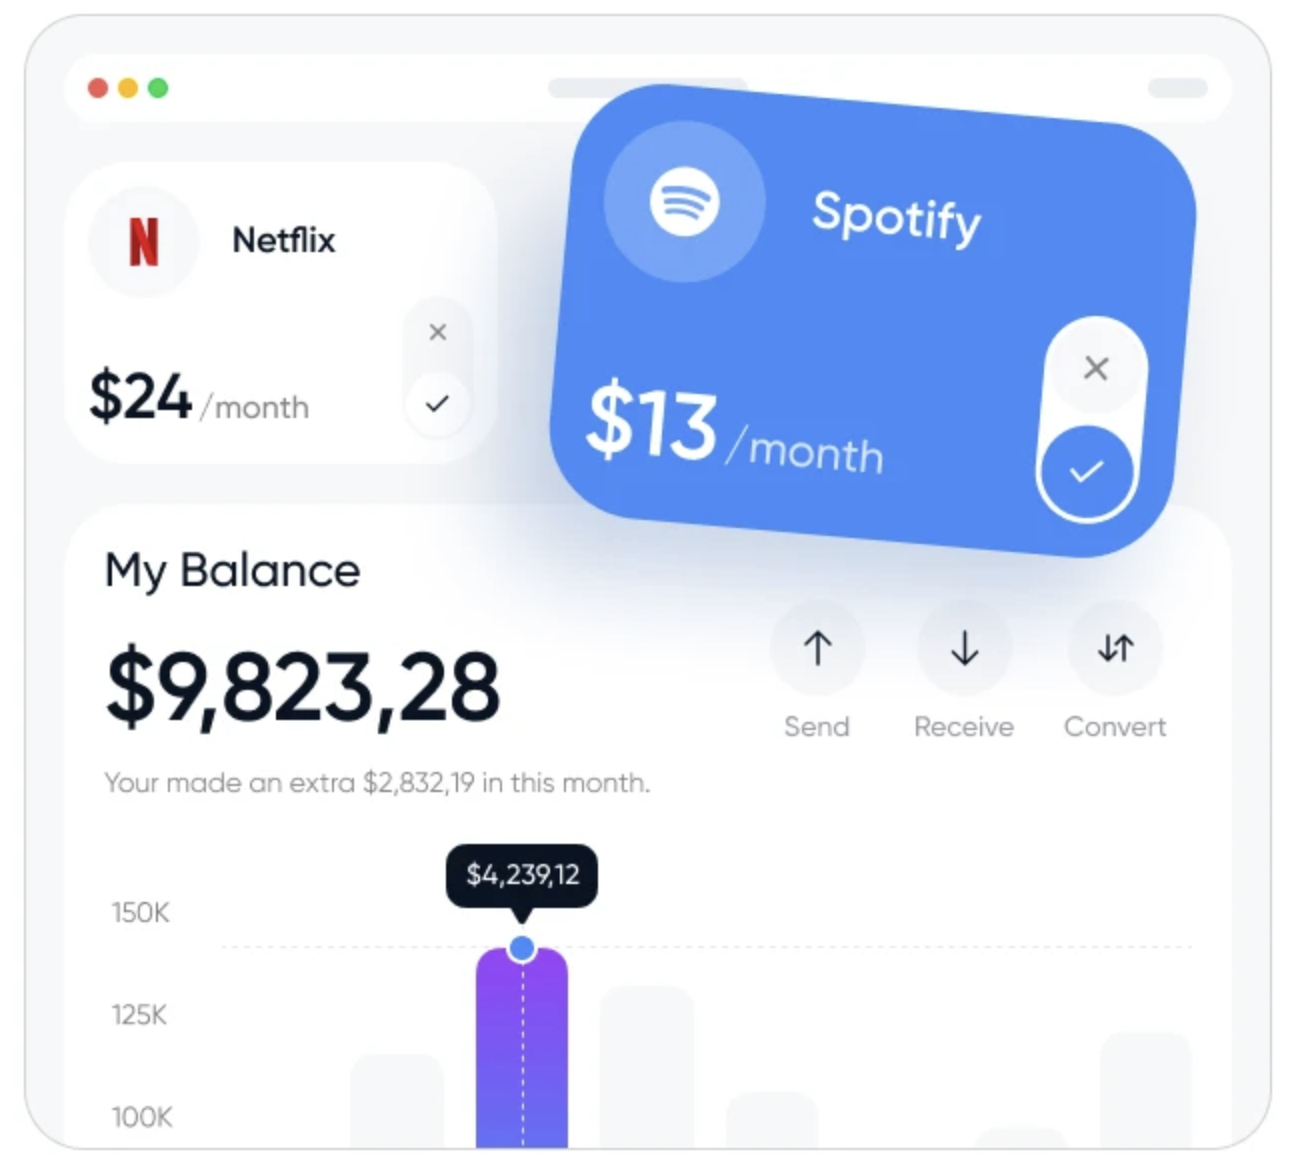 Netflix
$24 /month
Spotify
$13 /month
My Balance
$9,823,28
Send
Receive
Convert
Your made an extra $2,832,19 in this month.
$4,239,12
150K
125K
100K